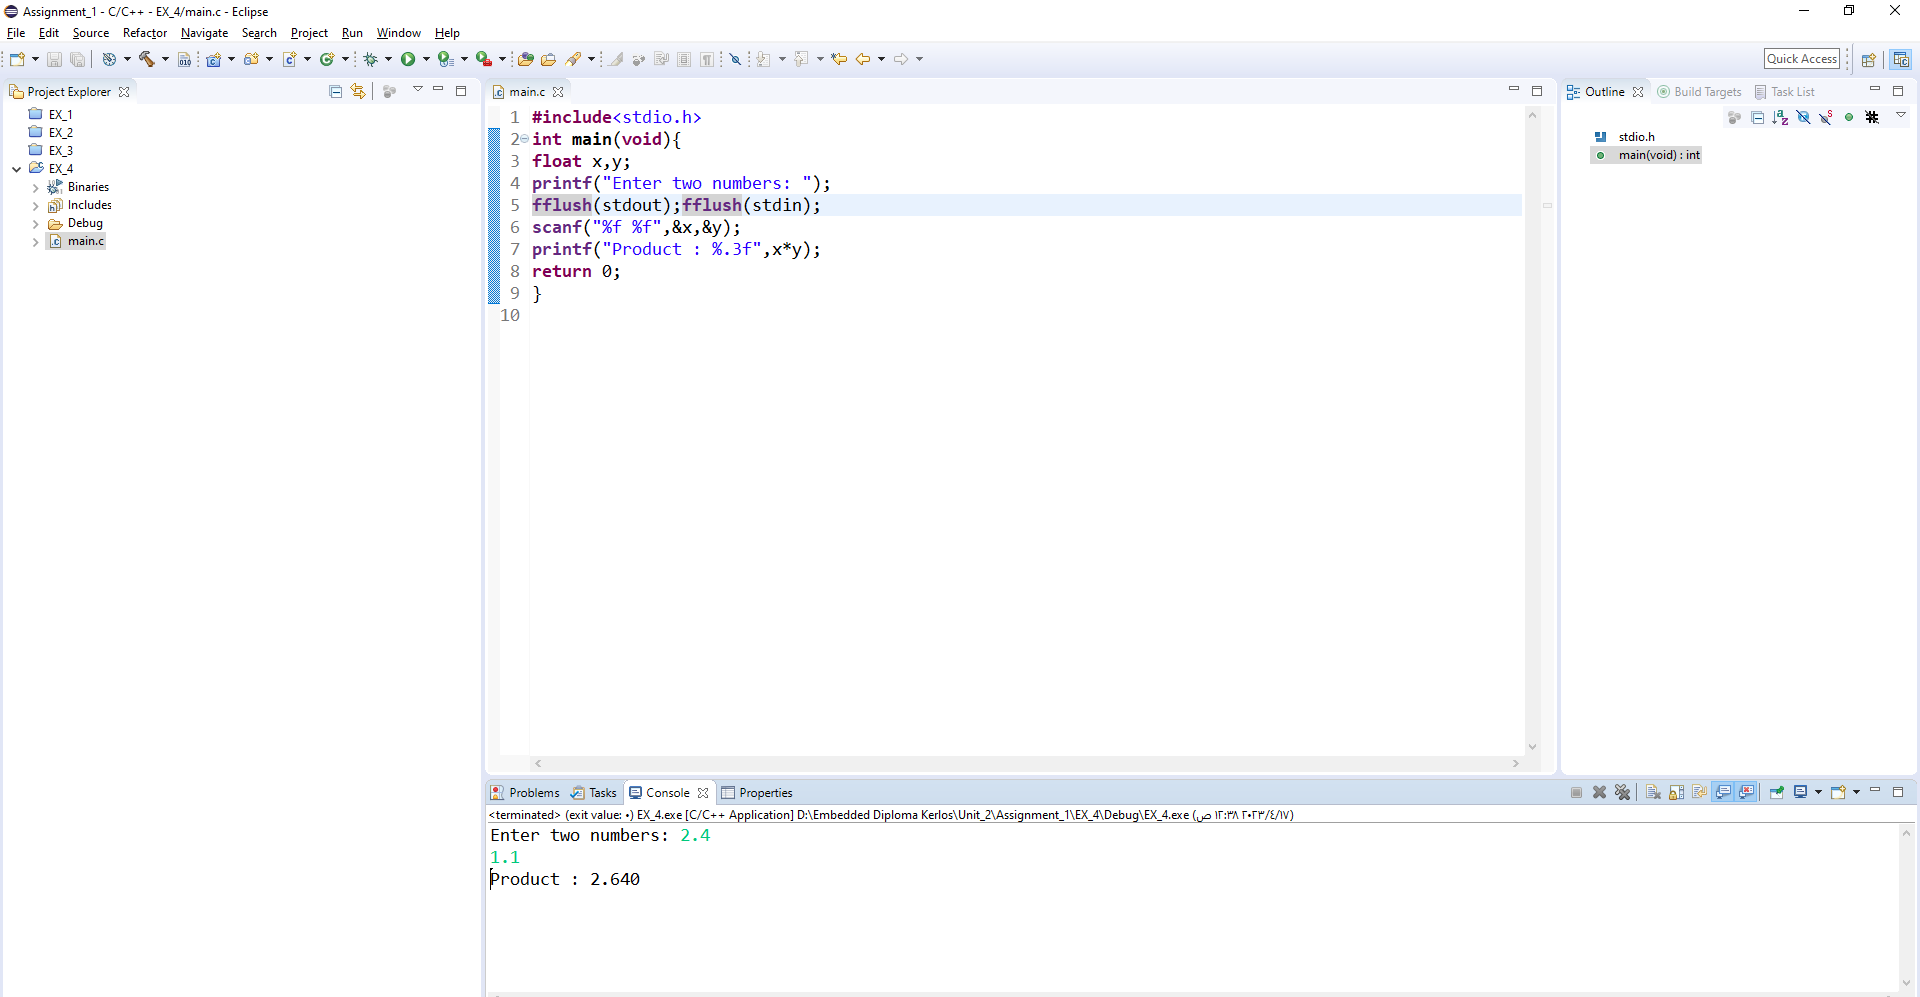 Assignment_1 - C/C++ - EX_4/main.c - Eclipse
File Edit Source Refactor Navigate Search Project Run Window Help
Quick Access
Project Explorer
EX_1
EX_2
EX_3
EX_4
Binaries
Includes
Debug
main.c
main.c
1 #include<stdio.h>
2 int main(void){
3 float x,y;
4 printf("Enter two numbers: ");
5 fflush(stdout);fflush(stdin);
6 scanf("%f %f",&x,&y);
7 printf("Product : %.3f",x*y);
8 return 0;
9 }
10
Outline Build Targets Task List
stdio.h
main(void) : int
Problems Tasks Console Properties
<terminated> (exit value: ٠) EX_4.exe [C/C++ Application] D:\Embedded Diploma Kerlos\Unit_2\Assignment_1\EX_4\Debug\EX_4.exe (٢٠٢٣/٤/١٧ ١٢:٣٨ ص)
Enter two numbers: 2.4
1.1
Product : 2.640